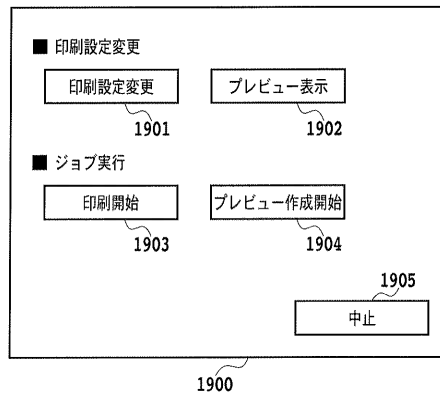 ■ 印刷設定変更
印刷設定変更 プレビュー表示
1901 1902
■ ジョブ実行
印刷開始 プレビュー作成開始
1903 1904
1905
中止
1900